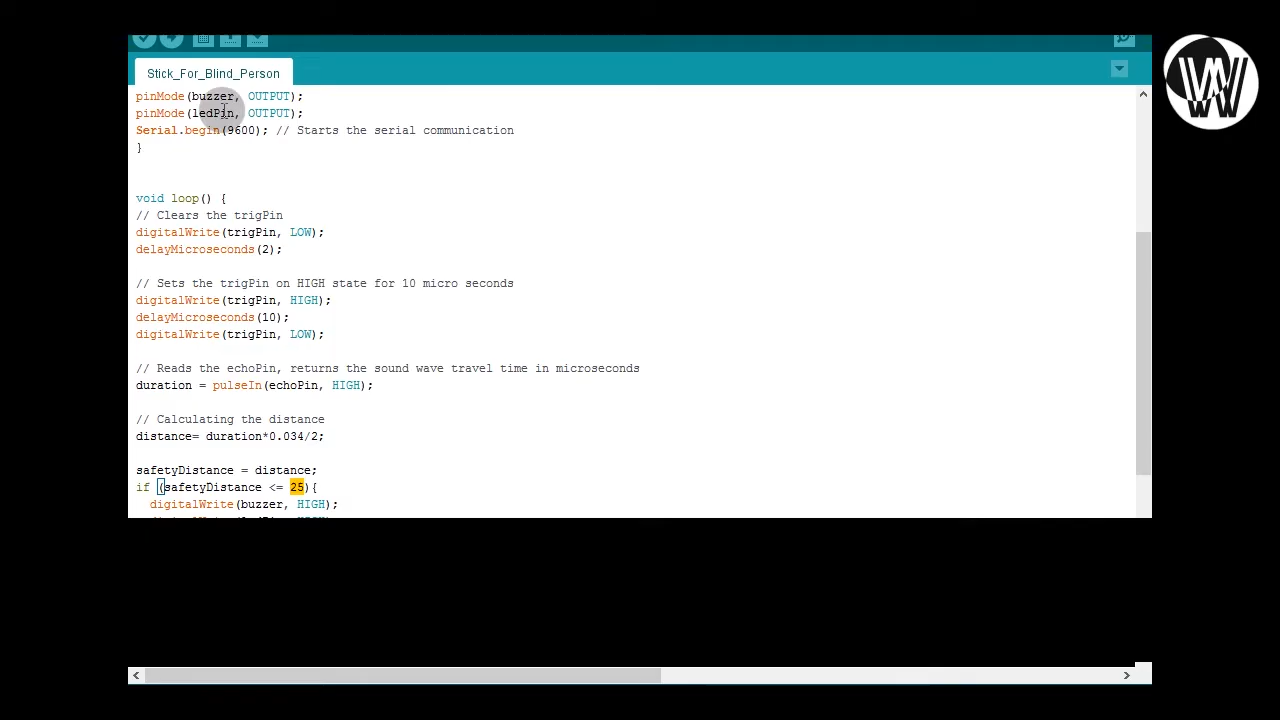 Stick_For_Blind_Person
pinMode(buzzer, OUTPUT);
pinMode(ledPin, OUTPUT);
Serial.begin(9600); // Starts the serial communication
}
void loop() {
// Clears the trigPin
digitalWrite(trigPin, LOW);
delayMicroseconds(2);
// Sets the trigPin on HIGH state for 10 micro seconds
digitalWrite(trigPin, HIGH);
delayMicroseconds(10);
digitalWrite(trigPin, LOW);
// Reads the echoPin, returns the sound wave travel time in microseconds
duration = pulseIn(echoPin, HIGH);
// Calculating the distance
distance= duration*0.034/2;
safetyDistance = distance;
if (safetyDistance <= 25){
digitalWrite(buzzer, HIGH);